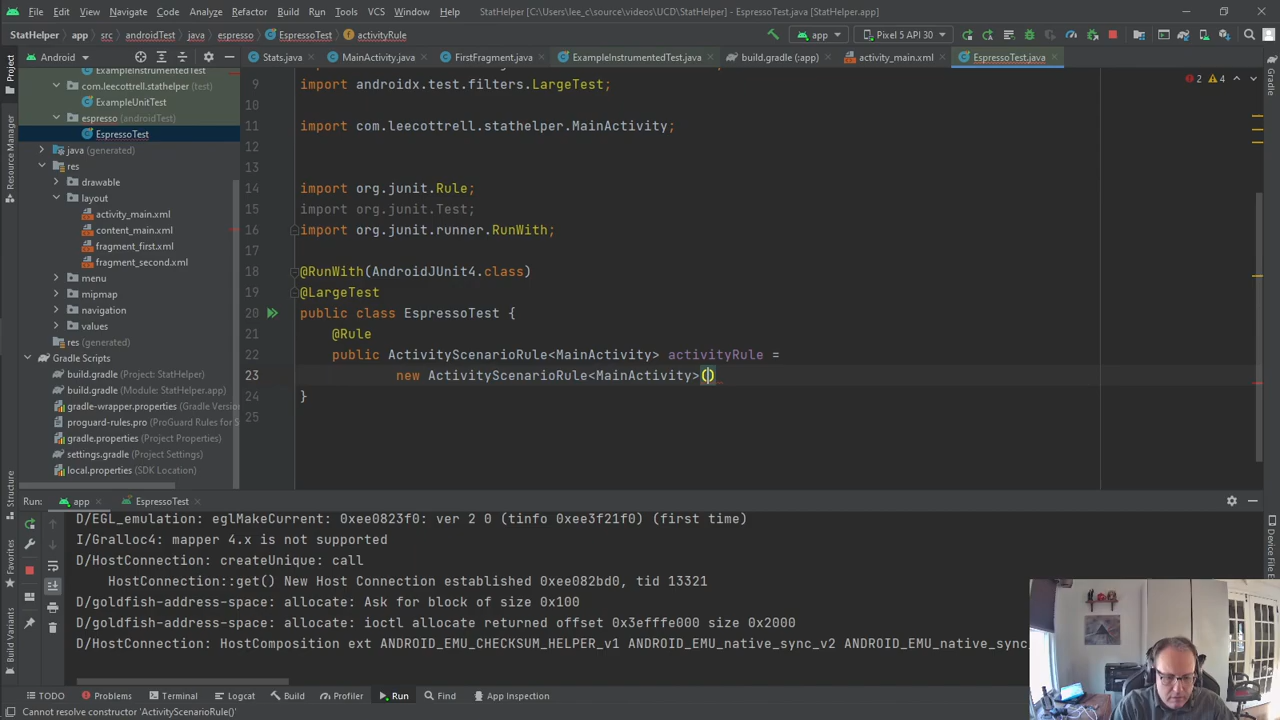 File Edit View Navigate Code Analyze Refactor Build Run Tools VCS Window Help StatHelper [C:\Users\lee_c\source\videos\UCD\StatHelper] - EspressoTest.java [StatHelper.app]
StatHelper app src androidTest java espresso EspressoTest activityRule app Pixel 5 API 30
Android Stats.java MainActivity.java FirstFragment.java ExampleInstrumentedTest.java build.gradle (:app) activity_main.xml EspressoTest.java
Project
Resource Manager
Structure
Favorites
Build Variants
ExampleInstrumentedTest
com.leecottrell.stathelper (test)
ExampleUnitTest
espresso (androidTest)
EspressoTest
java (generated)
res
drawable
layout
activity_main.xml
content_main.xml
fragment_first.xml
fragment_second.xml
menu
mipmap
navigation
values
res (generated)
Gradle Scripts
build.gradle (Project: StatHelper)
build.gradle (Module: StatHelper.app)
gradle-wrapper.properties (Gradle Version
proguard-rules.pro (ProGuard Rules for S
gradle.properties (Project Properties)
settings.gradle (Project Settings)
local.properties (SDK Location)
2 4
9 import androidx.test.filters.LargeTest;
10
11 import com.leecottrell.stathelper.MainActivity;
12
13
14 import org.junit.Rule;
15 import org.junit.Test;
16 import org.junit.runner.RunWith;
17
18 @RunWith(AndroidJUnit4.class)
19 @LargeTest
20 public class EspressoTest {
21 @Rule
22 public ActivityScenarioRule<MainActivity> activityRule =
23 new ActivityScenarioRule<MainActivity>()
24 }
25
Gradle
Run: app EspressoTest
D/EGL_emulation: eglMakeCurrent: 0xee0823f0: ver 2 0 (tinfo 0xee3f21f0) (first time)
I/Gralloc4: mapper 4.x is not supported
D/HostConnection: createUnique: call
HostConnection::get() New Host Connection established 0xee082bd0, tid 13321
D/goldfish-address-space: allocate: Ask for block of size 0x100
D/goldfish-address-space: allocate: ioctl allocate returned offset 0x3efffe000 size 0x2000
D/HostConnection: HostComposition ext ANDROID_EMU_CHECKSUM_HELPER_v1 ANDROID_EMU_native_sync_v2 ANDROID_EMU_native_sync_
TODO Problems Terminal Logcat Build Profiler Run Find App Inspection
Cannot resolve constructor 'ActivityScenarioRule()'